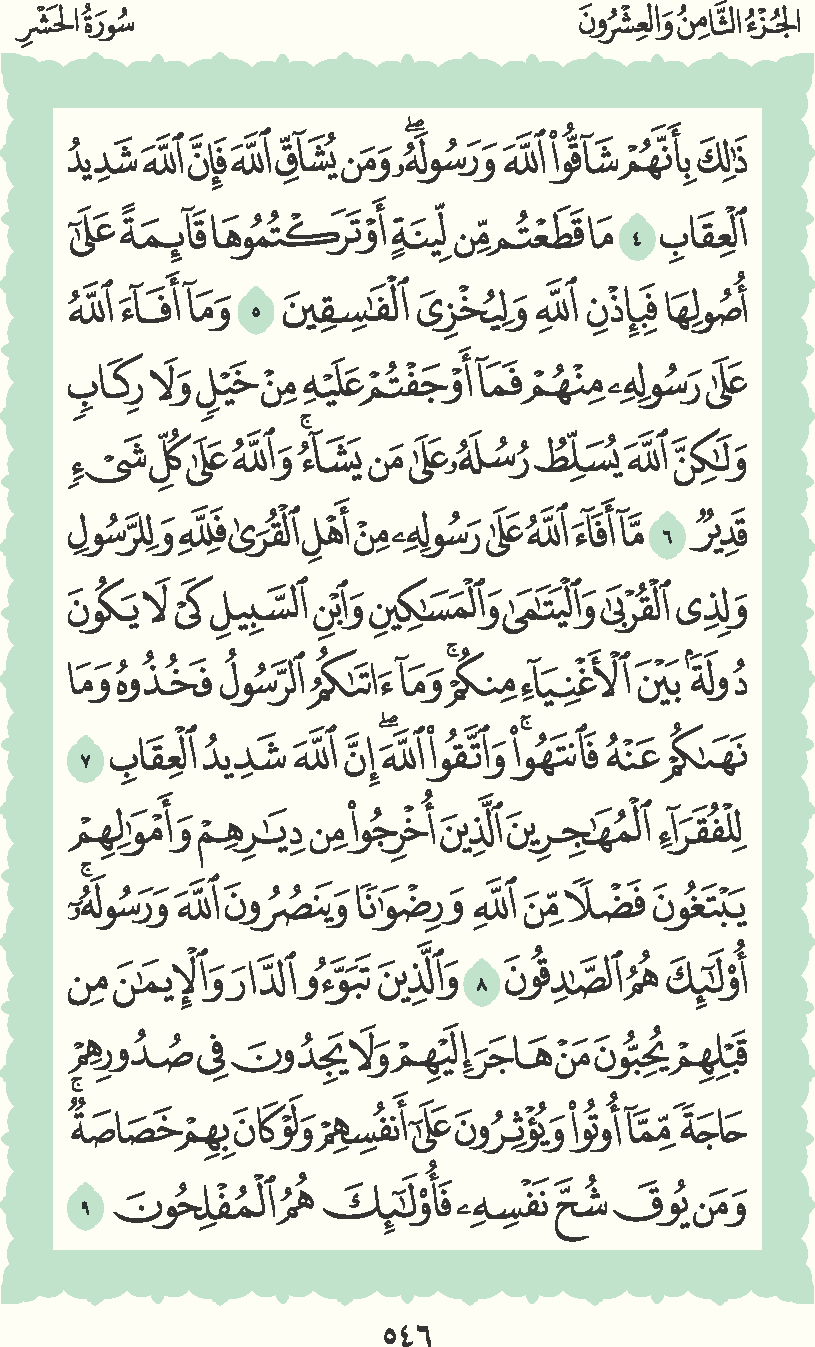 الجُزْءُ الثَّامِنُ وَالعِشْرُونَ سُورَةُ الحَشْرِ
ذَٰلِكَ بِأَنَّهُمْ شَآقُّوا۟ ٱللَّهَ وَرَسُولَهُۥ ۖ وَمَن يُشَآقِّ ٱللَّهَ فَإِنَّ ٱللَّهَ شَدِيدُ
ٱلْعِقَابِ ٤ مَا قَطَعْتُم مِّن لِّينَةٍ أَوْ تَرَكْتُمُوهَا قَآئِمَةً عَلَىٰٓ
أُصُولِهَا فَبِإِذْنِ ٱللَّهِ وَلِيُخْزِىَ ٱلْفَـٰسِقِينَ ٥ وَمَآ أَفَآءَ ٱللَّهُ
عَلَىٰ رَسُولِهِۦ مِنْهُمْ فَمَآ أَوْجَفْتُمْ عَلَيْهِ مِنْ خَيْلٍ وَلَا رِكَابٍ
وَلَـٰكِنَّ ٱللَّهَ يُسَلِّطُ رُسُلَهُۥ عَلَىٰ مَن يَشَآءُ ۚ وَٱللَّهُ عَلَىٰ كُلِّ شَىْءٍ
قَدِيرٌ ٦ مَّآ أَفَآءَ ٱللَّهُ عَلَىٰ رَسُولِهِۦ مِنْ أَهْلِ ٱلْقُرَىٰ فَلِلَّهِ وَلِلرَّسُولِ
وَلِذِى ٱلْقُرْبَىٰ وَٱلْيَتَـٰمَىٰ وَٱلْمَسَـٰكِينِ وَٱبْنِ ٱلسَّبِيلِ كَىْ لَا يَكُونَ
دُولَةًۢ بَيْنَ ٱلْأَغْنِيَآءِ مِنكُمْ ۚ وَمَآ ءَاتَىٰكُمُ ٱلرَّسُولُ فَخُذُوهُ وَمَا
نَهَىٰكُمْ عَنْهُ فَٱنتَهُوا۟ ۚ وَٱتَّقُوا۟ ٱللَّهَ ۖ إِنَّ ٱللَّهَ شَدِيدُ ٱلْعِقَابِ ٧
لِلْفُقَرَآءِ ٱلْمُهَـٰجِرِينَ ٱلَّذِينَ أُخْرِجُوا۟ مِن دِيَـٰرِهِمْ وَأَمْوَٰلِهِمْ
يَبْتَغُونَ فَضْلًا مِّنَ ٱللَّهِ وَرِضْوَٰنًا وَيَنصُرُونَ ٱللَّهَ وَرَسُولَهُۥٓ ۚ
أُو۟لَـٰٓئِكَ هُمُ ٱلصَّـٰدِقُونَ ٨ وَٱلَّذِينَ تَبَوَّءُو ٱلدَّارَ وَٱلْإِيمَـٰنَ مِن
قَبْلِهِمْ يُحِبُّونَ مَنْ هَاجَرَ إِلَيْهِمْ وَلَا يَجِدُونَ فِى صُدُورِهِمْ
حَاجَةً مِّمَّآ أُوتُوا۟ وَيُؤْثِرُونَ عَلَىٰٓ أَنفُسِهِمْ وَلَوْ كَانَ بِهِمْ خَصَاصَةٌ ۚ
وَمَن يُوقَ شُحَّ نَفْسِهِۦ فَأُو۟لَـٰٓئِكَ هُمُ ٱلْمُفْلِحُونَ ٩
٥٤٦